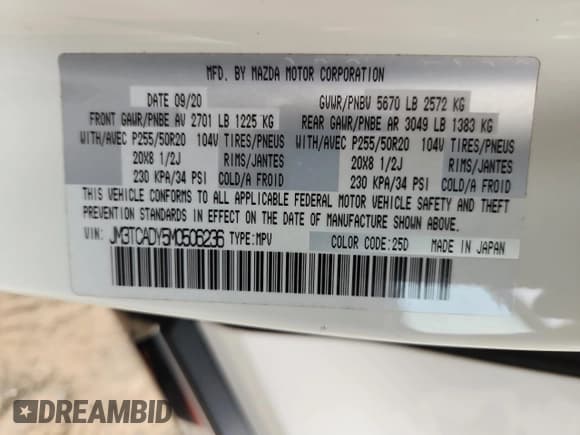 MFD. BY MAZDA MOTOR CORPORATION
DATE 09/20 GVWR/PNBV 5670 LB 2572 KG
FRONT GAWR/PNBE AV 2701 LB 1225 KG REAR GAWR/PNBE AR 3049 LB 1383 KG
WITH/AVEC P255/50R20 104V TIRES/PNEUS WITH/AVEC P255/50R20 104V TIRES/PNEUS
20X8 1/2J RIMS/JANTES 20X8 1/2J RIMS/JANTES
230 KPA/34 PSI COLD/A FROID 230 KPA/34 PSI COLD/A FROID
THIS VEHICLE CONFORMS TO ALL APPLICABLE FEDERAL MOTOR VEHICLE SAFETY AND THEFT
PREVENTION STANDARDS IN EFFECT ON THE DATE OF MANUFACTURE SHOWN ABOVE.
VIN: JM3TCADY5M0506236 TYPE:MPV COLOR CODE:25D MADE IN JAPAN
DREAMBID